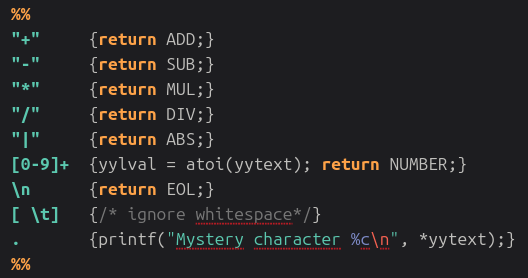 %%
"+" {return ADD;}
"-" {return SUB;}
"*" {return MUL;}
"/" {return DIV;}
"|" {return ABS;}
[0-9]+ {yylval = atoi(yytext); return NUMBER;}
\n {return EOL;}
[ \t] {/* ignore whitespace*/}
. {printf("Mystery character %c\n", *yytext);}
%%